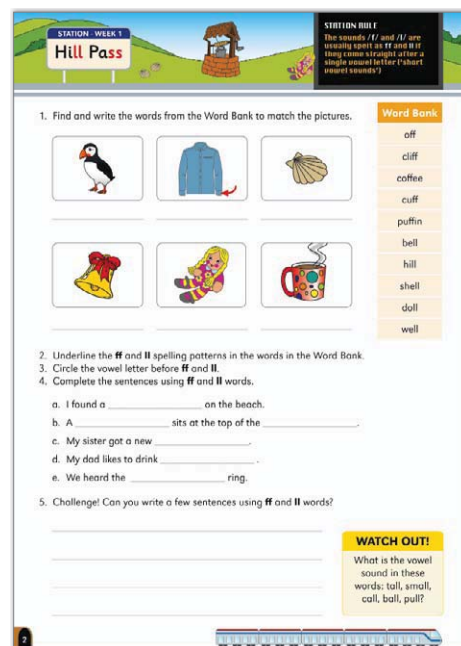 STATION - WEEK 1
Hill Pass
STATION RULE
The sounds /f/ and /l/ are
usually spelt as ff and ll if
they come straight after a
single vowel letter ('short
vowel sounds')
1. Find and write the words from the Word Bank to match the pictures.
Word Bank
off
cliff
coffee
cuff
puffin
bell
hill
shell
doll
well
2. Underline the ff and ll spelling patterns in the words in the Word Bank.
3. Circle the vowel letter before ff and ll.
4. Complete the sentences using ff and ll words.
a. I found a ______________ on the beach.
b. A ______________ sits at the top of the ______________.
c. My sister got a new ______________.
d. My dad likes to drink ______________ .
e. We heard the ______________ ring.
5. Challenge! Can you write a few sentences using ff and ll words?
WATCH OUT!
What is the vowel
sound in these
words: tall, small,
call, ball, pull?
2